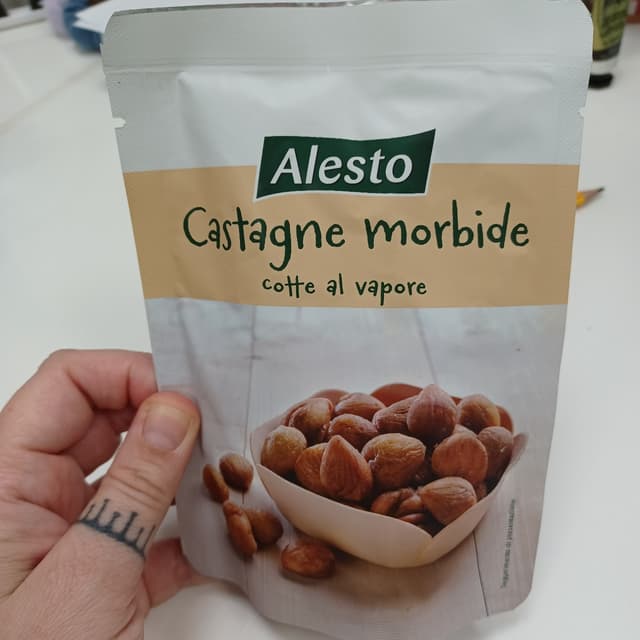 Alesto
Castagne morbide
cotte al vapore